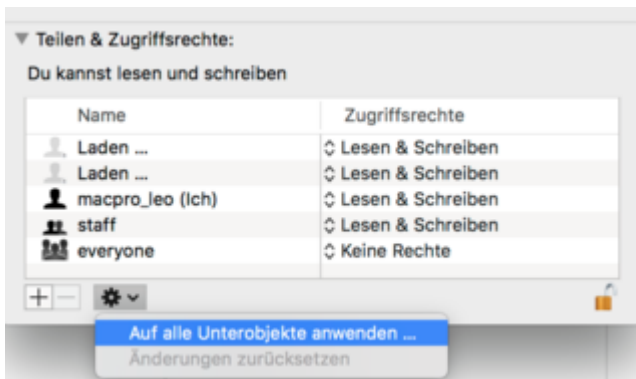 Teilen & Zugriffsrechte:
Du kannst lesen und schreiben
Name Zugriffsrechte
Laden ... Lesen & Schreiben
Laden ... Lesen & Schreiben
macpro_leo (Ich) Lesen & Schreiben
staff Lesen & Schreiben
everyone Keine Rechte
Auf alle Unterobjekte anwenden ...
Änderungen zurücksetzen